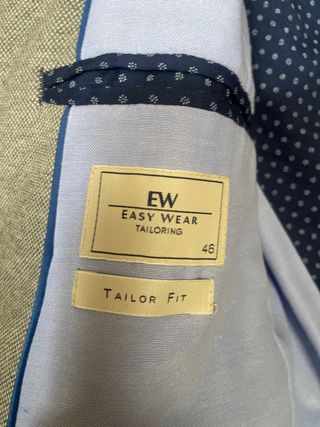 EW
EASY WEAR
TAILORING
46
TAILOR FIT